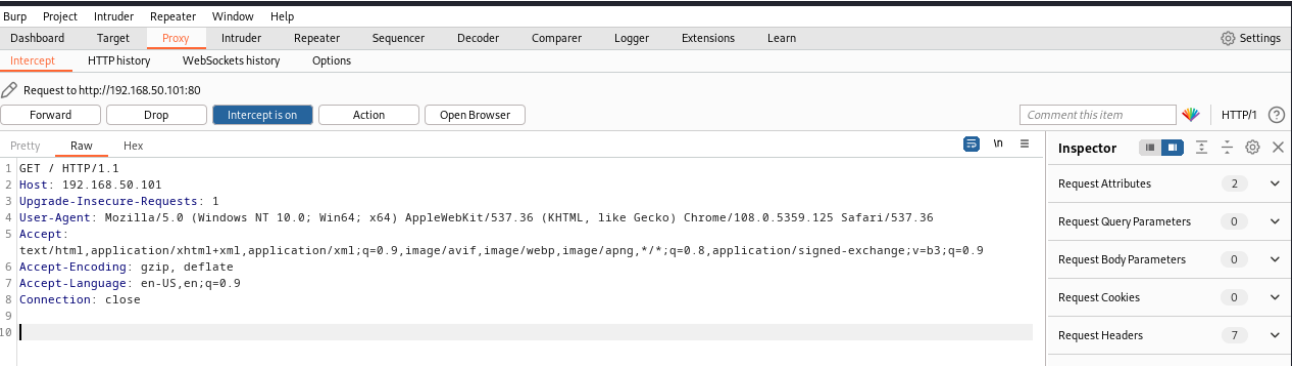 Burp Project Intruder Repeater Window Help
Dashboard Target Proxy Intruder Repeater Sequencer Decoder Comparer Logger Extensions Learn Settings
Intercept HTTP history WebSockets history Options
Request to http://192.168.50.101:80
Forward Drop Intercept is on Action Open Browser Comment this item HTTP/1 ?
Pretty Raw Hex \n Inspector
1 GET / HTTP/1.1
2 Host: 192.168.50.101
3 Upgrade-Insecure-Requests: 1
4 User-Agent: Mozilla/5.0 (Windows NT 10.0; Win64; x64) AppleWebKit/537.36 (KHTML, like Gecko) Chrome/108.0.5359.125 Safari/537.36
5 Accept:
text/html,application/xhtml+xml,application/xml;q=0.9,image/avif,image/webp,image/apng,*/*;q=0.8,application/signed-exchange;v=b3;q=0.9
6 Accept-Encoding: gzip, deflate
7 Accept-Language: en-US,en;q=0.9
8 Connection: close
9
10
Request Attributes 2
Request Query Parameters 0
Request Body Parameters 0
Request Cookies 0
Request Headers 7